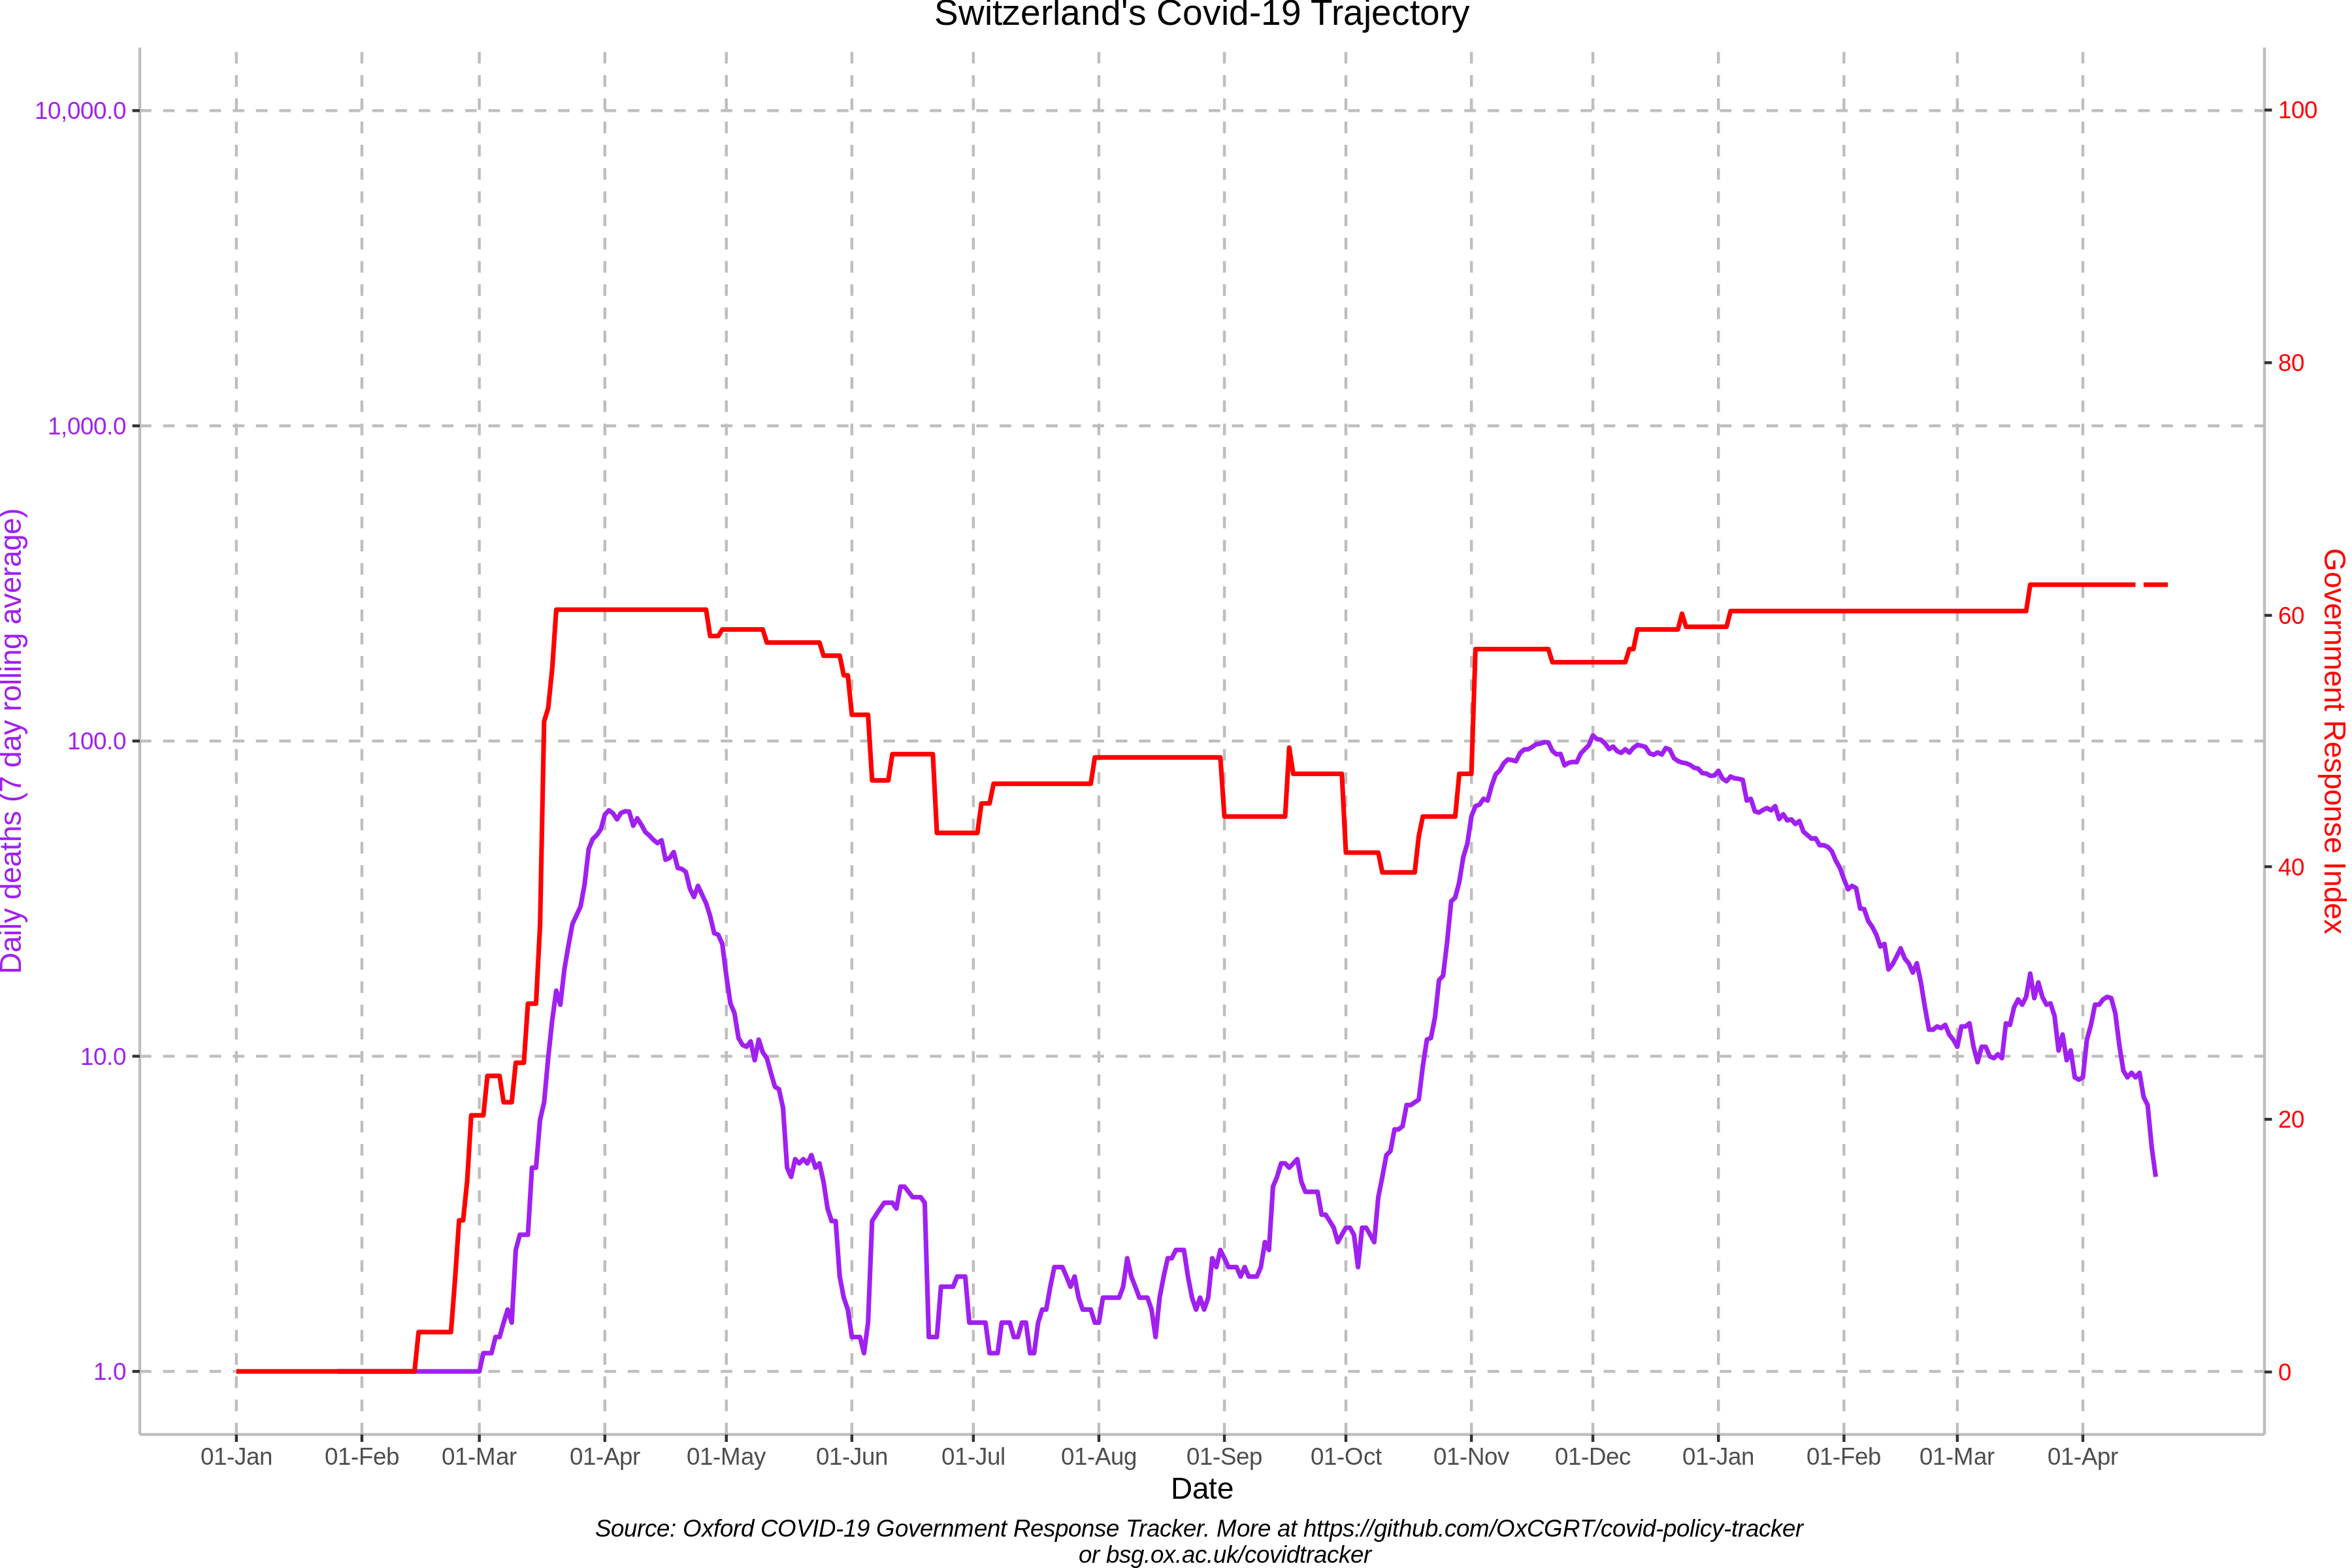 Switzerland's Covid-19 Trajectory
10,000.0
1,000.0
100.0
10.0
1.0
Daily deaths (7 day rolling average)
100
80
60
40
20
0
Government Response Index
01-Jan 01-Feb 01-Mar 01-Apr 01-May 01-Jun 01-Jul 01-Aug 01-Sep 01-Oct 01-Nov 01-Dec 01-Jan 01-Feb 01-Mar 01-Apr
Date
Source: Oxford COVID-19 Government Response Tracker. More at https://github.com/OxCGRT/covid-policy-tracker
or bsg.ox.ac.uk/covidtracker